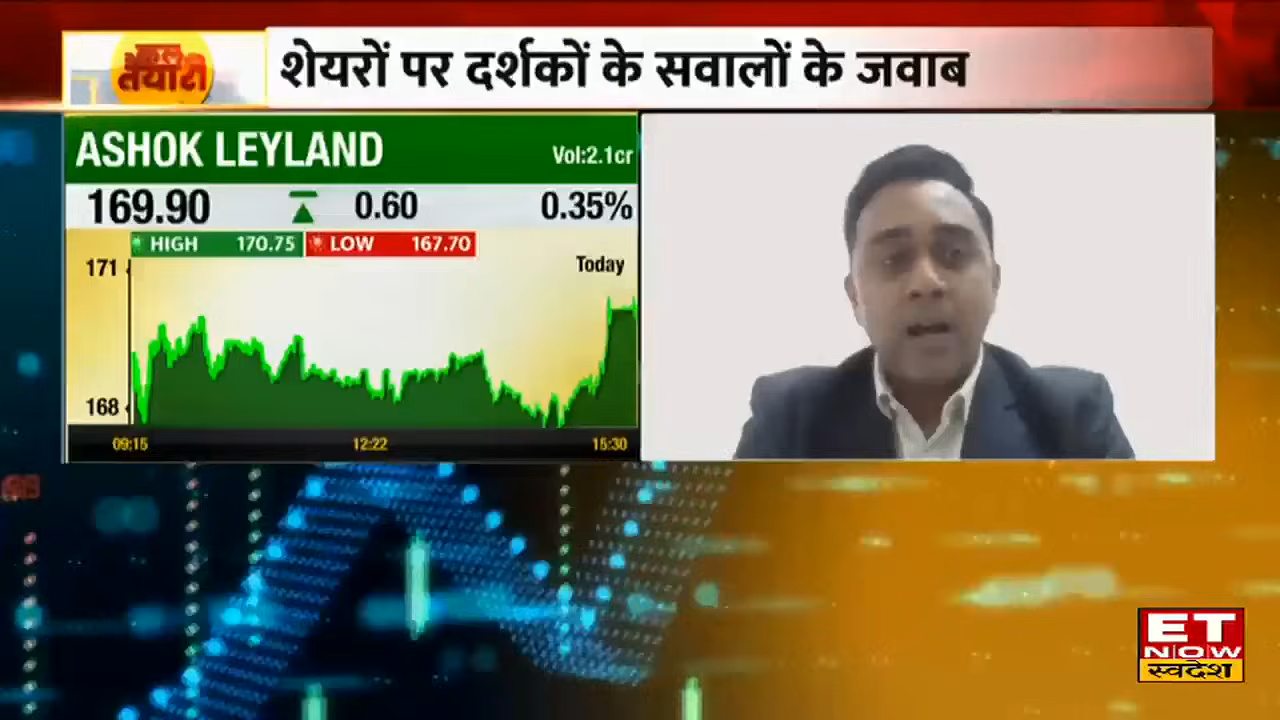 तैयारी
शेयरों पर दर्शकों के सवालों के जवाब
ASHOK LEYLAND
Vol:2.1cr
169.90 0.60 0.35%
HIGH 170.75 LOW 167.70
Today
171
168
09:15 12:22 15:30
ET
NOW
स्वदेश